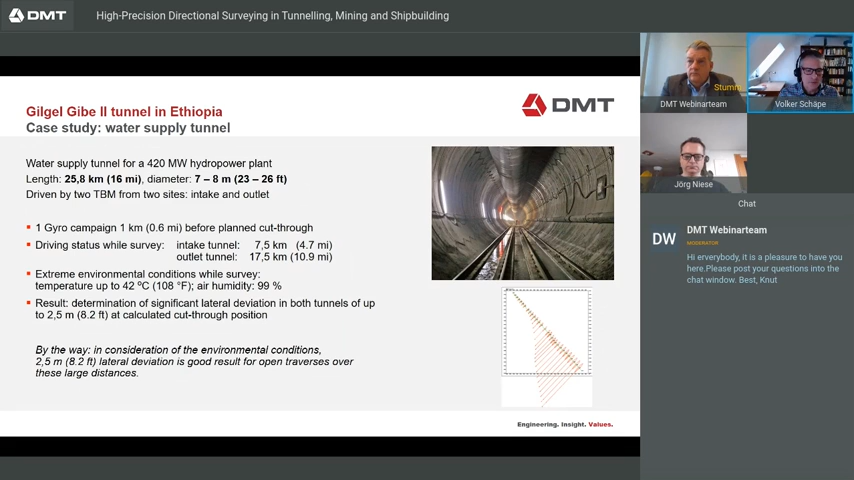 DMT
High-Precision Directional Surveying in Tunnelling, Mining and Shipbuilding
Gilgel Gibe II tunnel in Ethiopia
Case study: water supply tunnel
DMT
Water supply tunnel for a 420 MW hydropower plant
Length: 25,8 km (16 mi), diameter: 7 – 8 m (23 – 26 ft)
Driven by two TBM from two sites: intake and outlet
1 Gyro campaign 1 km (0.6 mi) before planned cut-through
Driving status while survey: intake tunnel: 7,5 km (4.7 mi)
outlet tunnel: 17,5 km (10.9 mi)
Extreme environmental conditions while survey:
temperature up to 42 ºC (108 °F); air humidity: 99 %
Result: determination of significant lateral deviation in both tunnels of up
to 2,5 m (8.2 ft) at calculated cut-through position
By the way: in consideration of the environmental conditions,
2,5 m (8.2 ft) lateral deviation is good result for open traverses over
these large distances.
Engineering. Insight. Values.
Stumm
DMT Webinarteam
Volker Schäpe
Jörg Niese
Chat
DW
DMT Webinarteam
MODERATOR
Hi erverybody, it is a pleasure to have you
here.Please post your questions into the
chat window. Best, Knut